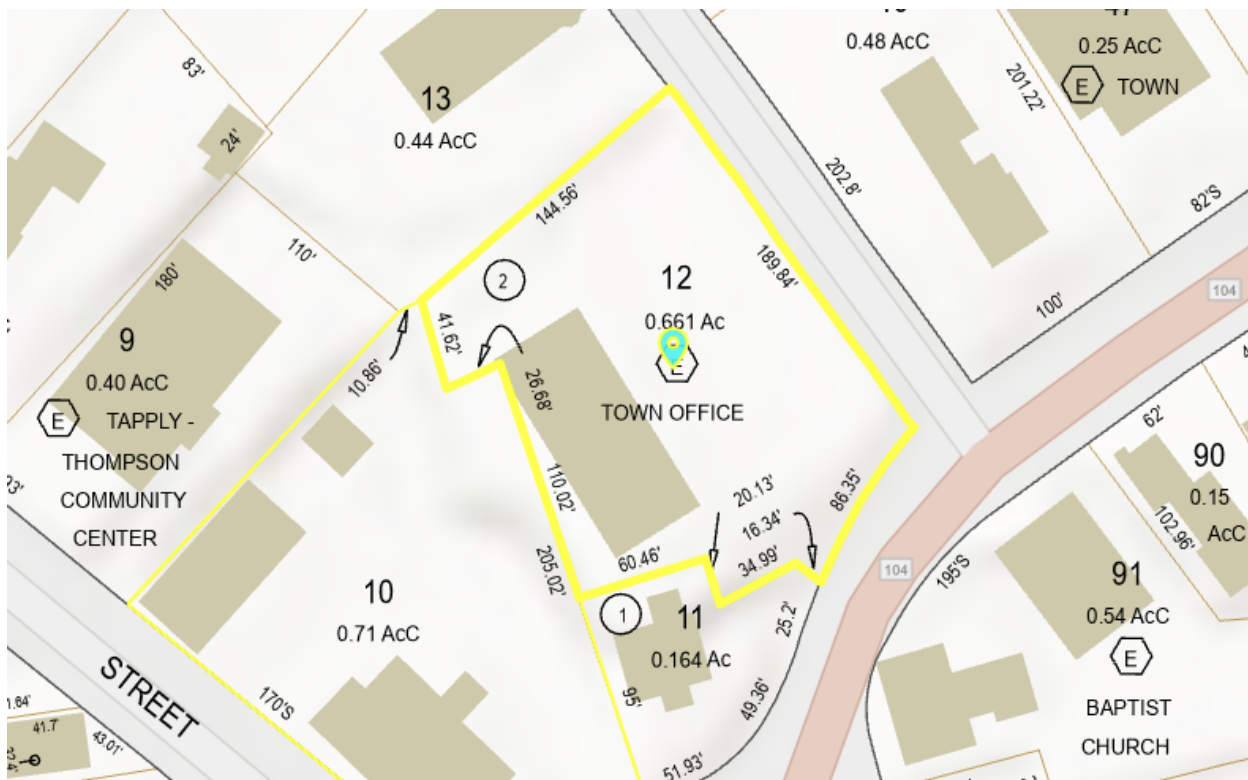 0.48 AcC
0.25 AcC
E TOWN
83'
13
0.44 AcC
24'
201.22'
202.8'
82'S
144.56'
110'
180'
2
12
189.84'
0.661 Ac
E
TOWN OFFICE
104
100'
9
0.40 AcC
E TAPPLY -
THOMPSON
COMMUNITY
CENTER
10.86'
41.62'
26.68'
62'
90
0.15
AcC
102.96'
110.02'
20.13'
16.34'
34.99'
86.35'
60.46'
205.02'
104
195'S
10
0.71 AcC
1
11
0.164 Ac
25.2'
91
0.54 AcC
E
BAPTIST
CHURCH
STREET
170'S
95'
49.36'
51.93'
41.7'
43.01'